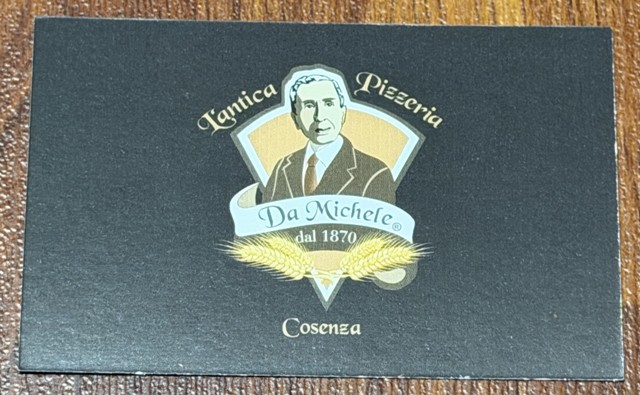 L'antica Pizzeria
Da Michele®
dal 1870
Cosenza